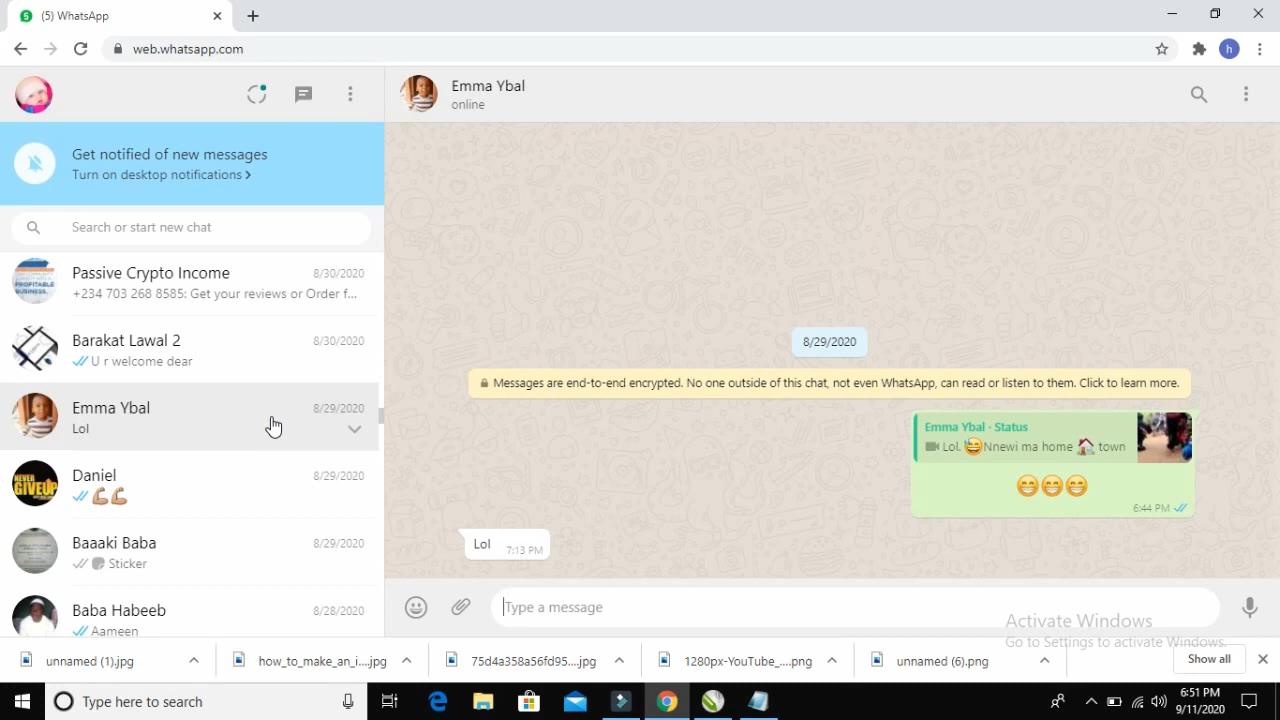 (5) WhatsApp
web.whatsapp.com
h
Get notified of new messages
Turn on desktop notifications >
Search or start new chat
Passive Crypto Income 8/30/2020
+234 703 268 8585: Get your reviews or Order f...
Barakat Lawal 2 8/30/2020
U r welcome dear
Emma Ybal 8/29/2020
Lol
NEVER GIVEUP
Daniel 8/29/2020
💪🏽💪🏽
Baaaki Baba 8/29/2020
Sticker
Baba Habeeb 8/28/2020
Aameen
Emma Ybal
online
8/29/2020
Messages are end-to-end encrypted. No one outside of this chat, not even WhatsApp, can read or listen to them. Click to learn more.
Emma Ybal · Status
Lol. 😅Nnewi ma home 🏠 town
😁😁😁
6:44 PM
Lol 7:13 PM
Type a message
Activate Windows
Go to Settings to activate Windows.
unnamed (1).jpg
how_to_make_an_l....jpg
75d4a358a56fd95....jpg
1280px-YouTube_....png
unnamed (6).png
Show all
Type here to search
6:51 PM
9/11/2020